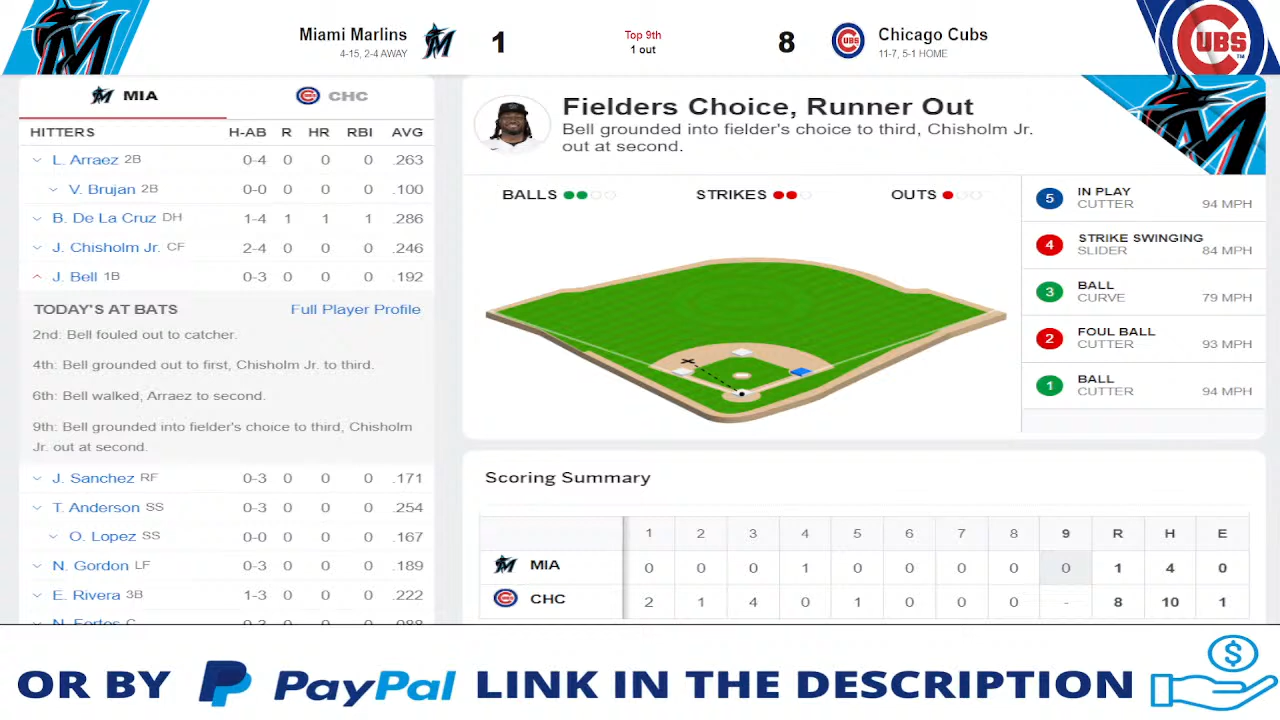 Miami Marlins
4-15, 2-4 AWAY
1
Top 9th
1 out
8
Chicago Cubs
11-7, 5-1 HOME
CUBS
TM
MIA
CHC
HITTERS H-AB R HR RBI AVG
L. Arraez 2B 0-4 0 0 0 .263
V. Brujan 2B 0-0 0 0 0 .100
B. De La Cruz DH 1-4 1 1 1 .286
J. Chisholm Jr. CF 2-4 0 0 0 .246
J. Bell 1B 0-3 0 0 0 .192
TODAY'S AT BATS Full Player Profile
2nd: Bell fouled out to catcher.
4th: Bell grounded out to first, Chisholm Jr. to third.
6th: Bell walked, Arraez to second.
9th: Bell grounded into fielder's choice to third, Chisholm
Jr. out at second.
J. Sanchez RF 0-3 0 0 0 .171
T. Anderson SS 0-3 0 0 0 .254
O. Lopez SS 0-0 0 0 0 .167
N. Gordon LF 0-3 0 0 0 .189
E. Rivera 3B 1-3 0 0 0 .222
N. Fortes C 0-3 0 0 0 .088
Fielders Choice, Runner Out
Bell grounded into fielder's choice to third, Chisholm Jr.
out at second.
BALLS STRIKES OUTS
5 IN PLAY
CUTTER 94 MPH
4 STRIKE SWINGING
SLIDER 84 MPH
3 BALL
CURVE 79 MPH
2 FOUL BALL
CUTTER 93 MPH
1 BALL
CUTTER 94 MPH
Scoring Summary
1 2 3 4 5 6 7 8 9 R H E
MIA 0 0 0 1 0 0 0 0 0 1 4 0
CHC 2 1 4 0 1 0 0 0 - 8 10 1
OR BY PayPal LINK IN THE DESCRIPTION
$